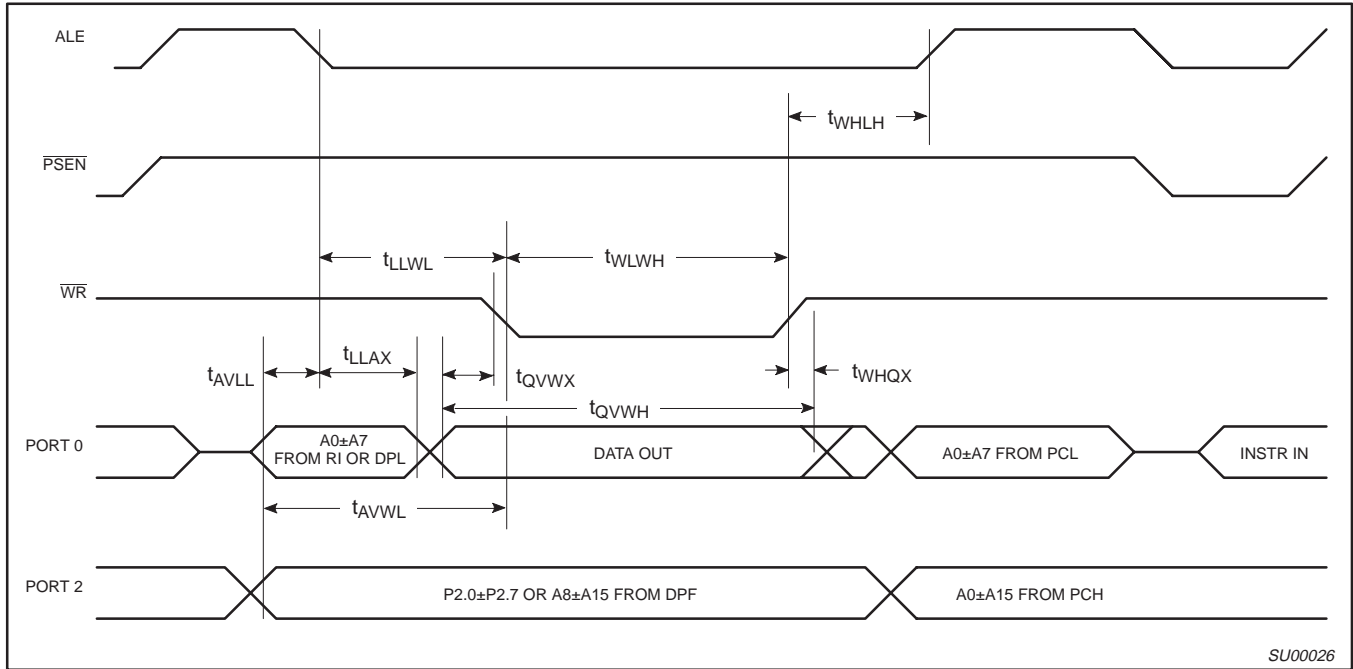 ALE
tWHLH
PSEN
tLLWL
tWLWH
WR
tLLAX
tAVLL
tQVWX
tWHQX
tQVWH
PORT 0
A0±A7
FROM RI OR DPL
DATA OUT
A0±A7 FROM PCL
INSTR IN
tAVWL
PORT 2
P2.0±P2.7 OR A8±A15 FROM DPF
A0±A15 FROM PCH
SU00026